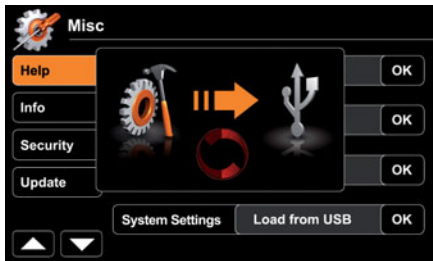 Misc
Help
OK
Info
OK
Security
OK
Update
System Settings Load from USB OK